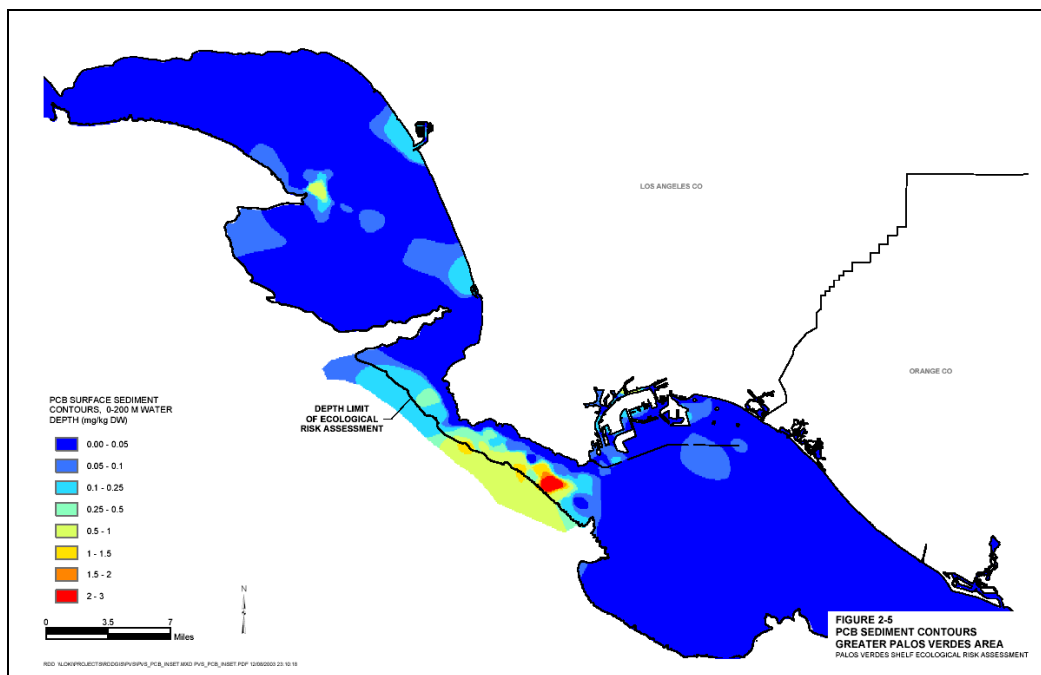 LOS ANGELES CO
ORANGE CO
DEPTH LIMIT
OF ECOLOGICAL
RISK ASSESSMENT
PCB SURFACE SEDIMENT
CONTOURS, 0-200 M WATER
DEPTH (mg/kg DW)
0.00 - 0.05
0.05 - 0.1
0.1 - 0.25
0.25 - 0.5
0.5 - 1
1 - 1.5
1.5 - 2
2 - 3
N
0 3.5 7
Miles
FIGURE 2-5
PCB SEDIMENT CONTOURS
GREATER PALOS VERDES AREA
PALOS VERDES SHELF ECOLOGICAL RISK ASSESSMENT